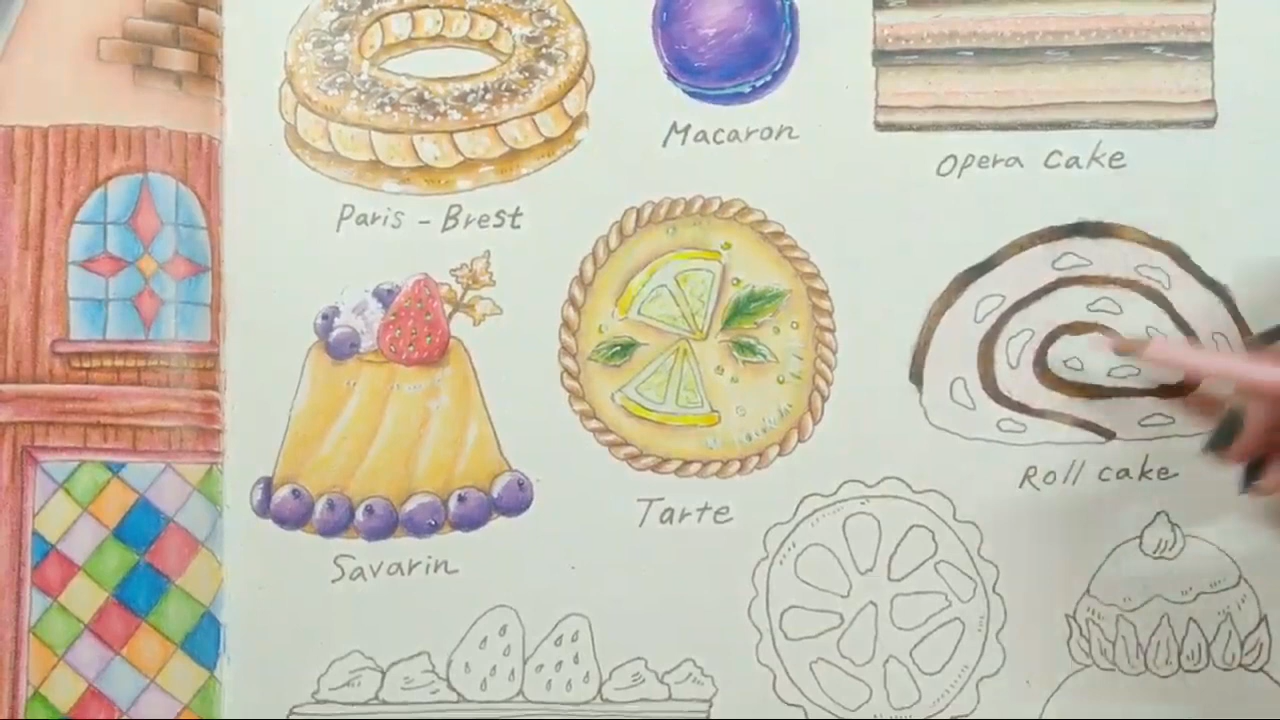 Macaron
Opera Cake
Paris - Brest
Roll cake
Tarte
Savarin